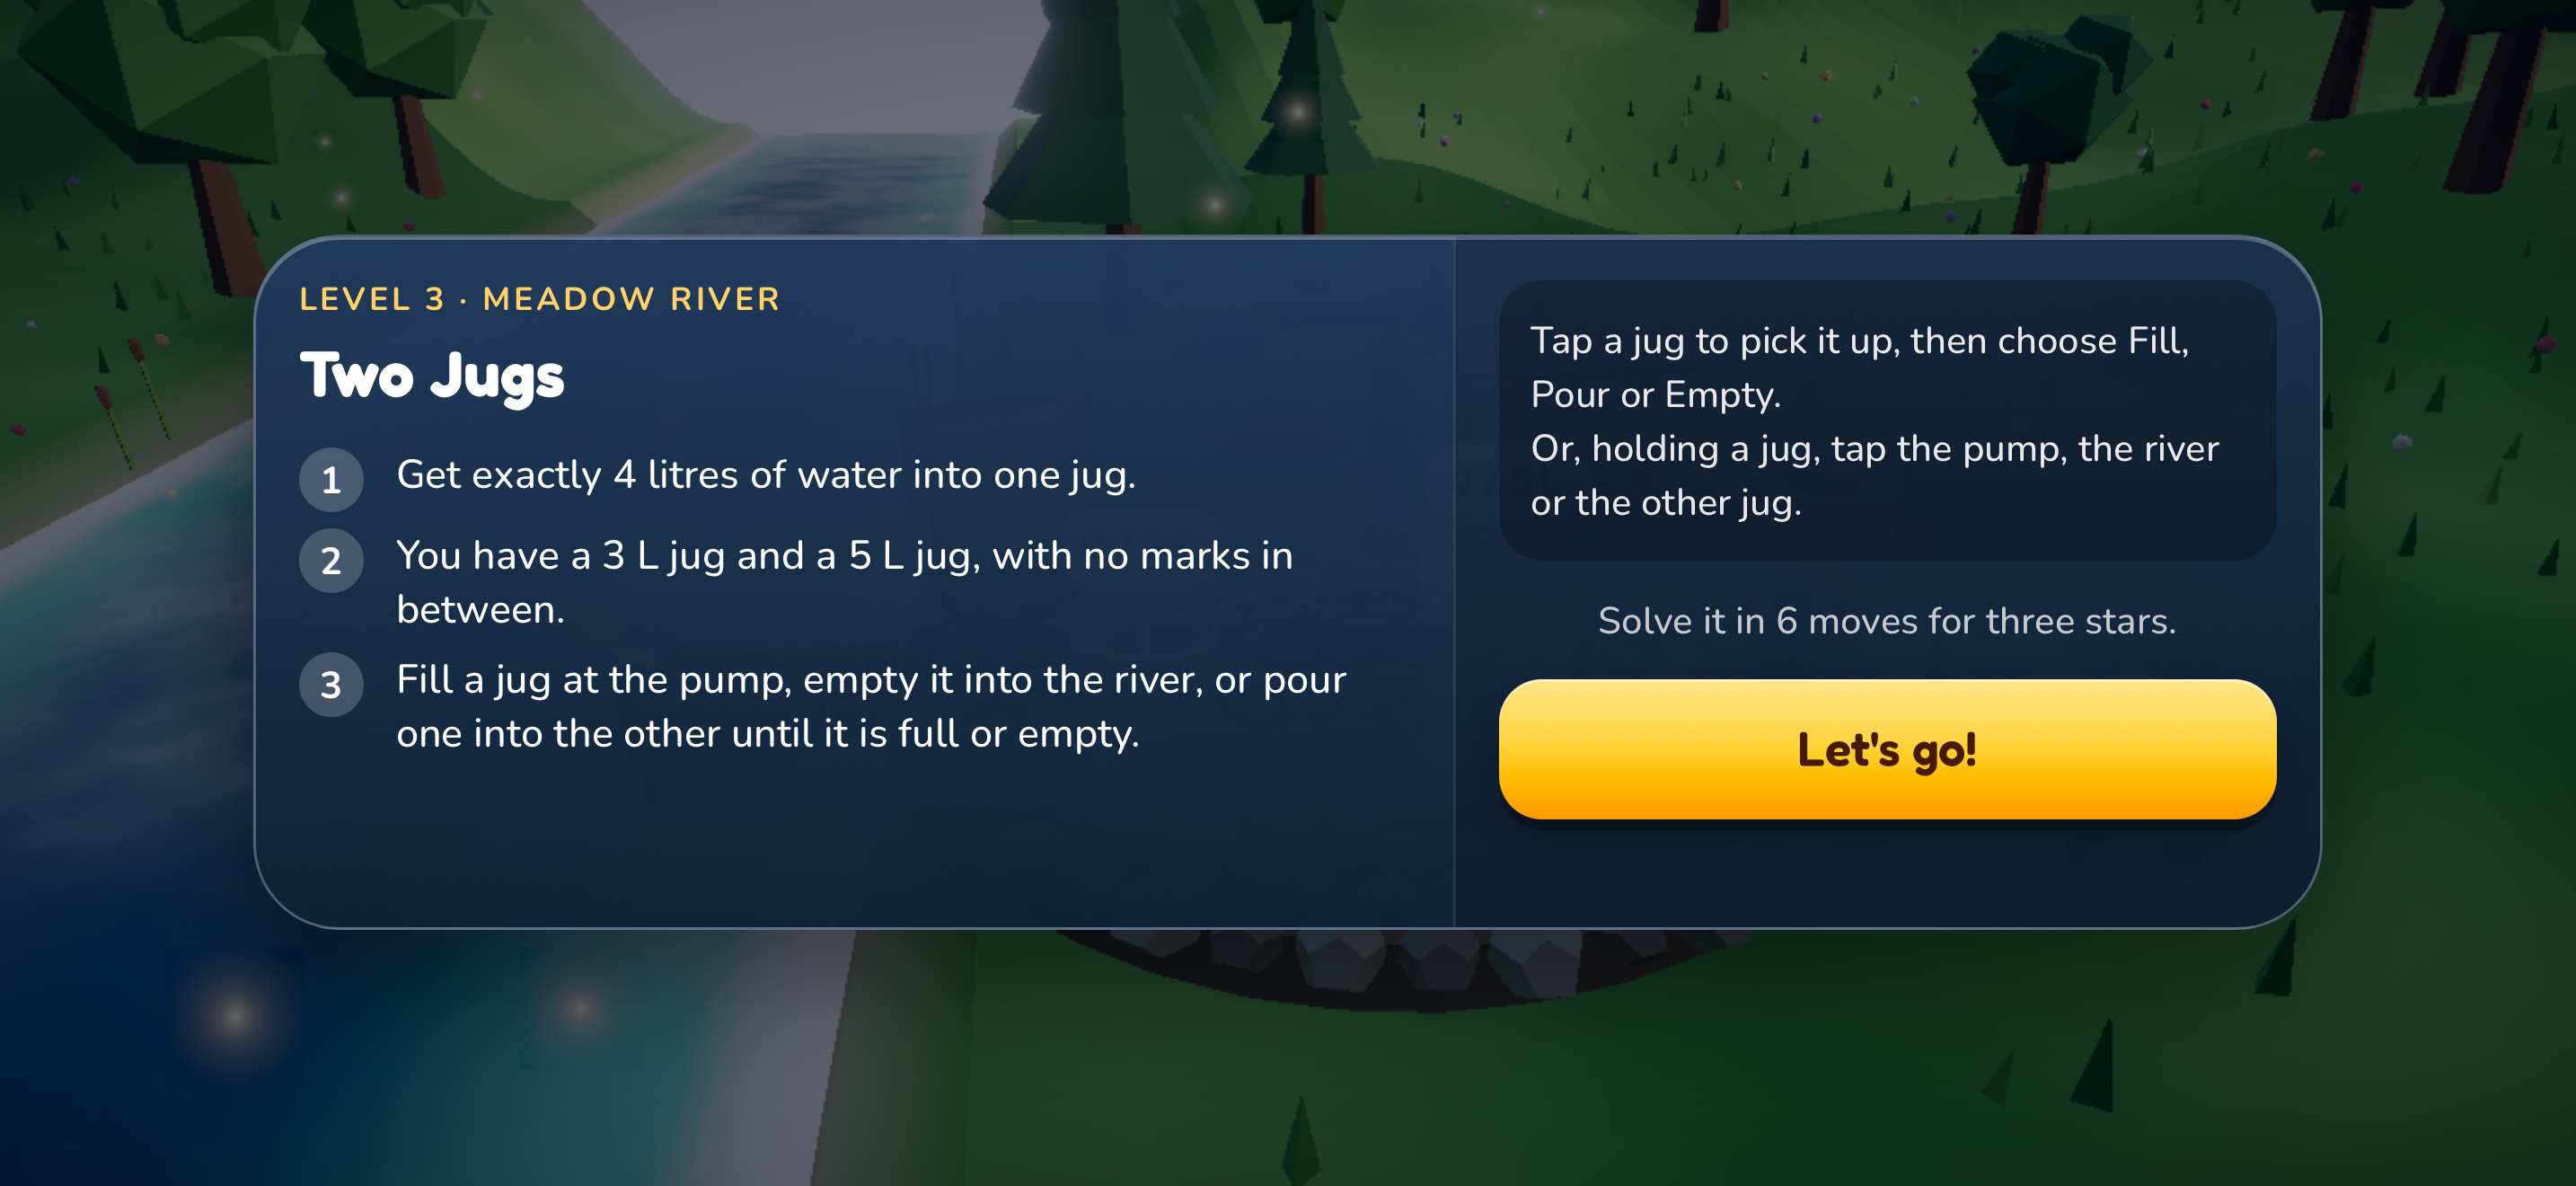 LEVEL 3 · MEADOW RIVER
Two Jugs
1 Get exactly 4 litres of water into one jug.
2 You have a 3 L jug and a 5 L jug, with no marks in
between.
3 Fill a jug at the pump, empty it into the river, or pour
one into the other until it is full or empty.
Tap a jug to pick it up, then choose Fill,
Pour or Empty.
Or, holding a jug, tap the pump, the river
or the other jug.
Solve it in 6 moves for three stars.
Let's go!